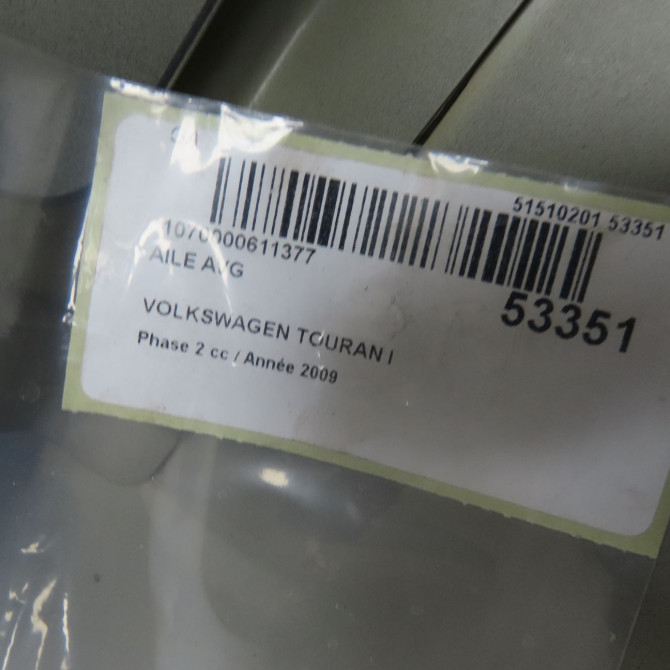 51510201 53351
1070000611377
AILE AVG
53351
VOLKSWAGEN TOURAN I
Phase 2 cc / Année 2009